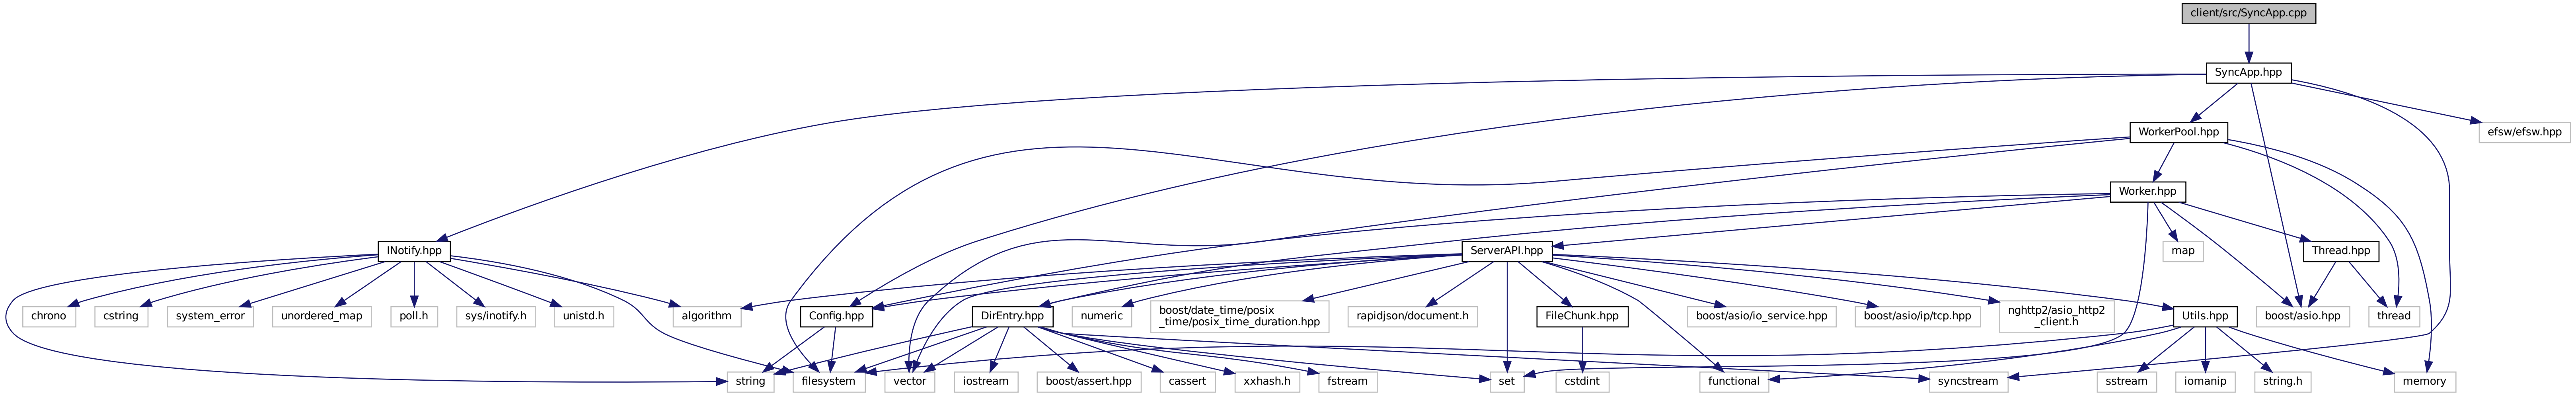 client/src/SyncApp.cpp
SyncApp.hpp
WorkerPool.hpp
efsw/efsw.hpp
Worker.hpp
INotify.hpp
ServerAPI.hpp
map
Thread.hpp
chrono
cstring
system_error
unordered_map
poll.h
sys/inotify.h
unistd.h
algorithm
Config.hpp
DirEntry.hpp
numeric
boost/date_time/posix
_time/posix_time_duration.hpp
rapidjson/document.h
FileChunk.hpp
boost/asio/io_service.hpp
boost/asio/ip/tcp.hpp
nghttp2/asio_http2
_client.h
Utils.hpp
boost/asio.hpp
thread
string
filesystem
vector
iostream
boost/assert.hpp
cassert
xxhash.h
fstream
set
cstdint
functional
syncstream
sstream
iomanip
string.h
memory